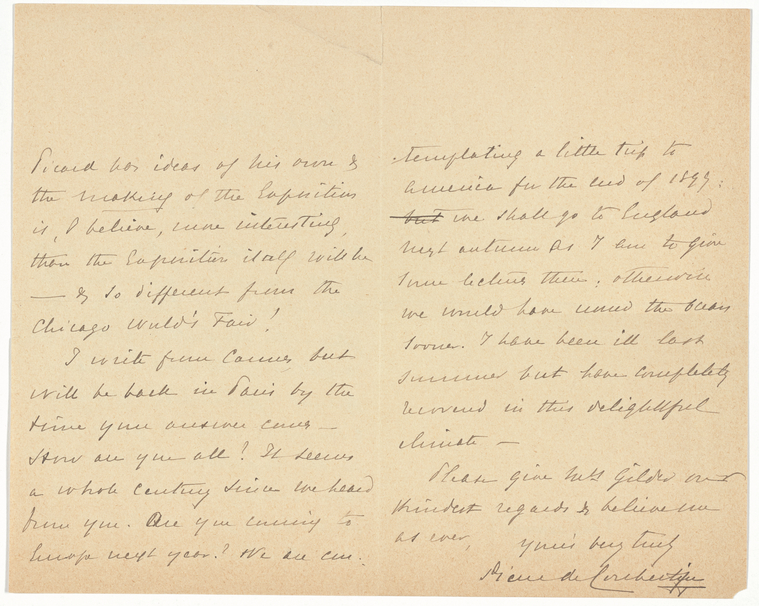 Picard has ideas of his own &
the making of the Exposition
is, I believe, more interesting,
than the Exposition itself will be
— & so different from the
Chicago World's Fair!
I write from Cannes but
will be back in Paris by the
time your answer comes —
How are you all? It seems
a whole century since we heard
from you. Are you coming to
Europe next year? We are con-
templating a little trip to
America for the end of 1899:
but we shall go to England
next autumn as I am to give
some lectures there; otherwise
we would have crossed the Ocean
sooner. I have been ill last
summer but have completely
recovered in this delightful
climate —
Please give Mrs Gilder our
kindest regards & believe me
as ever, yours very truly
Pierre de Coubertin